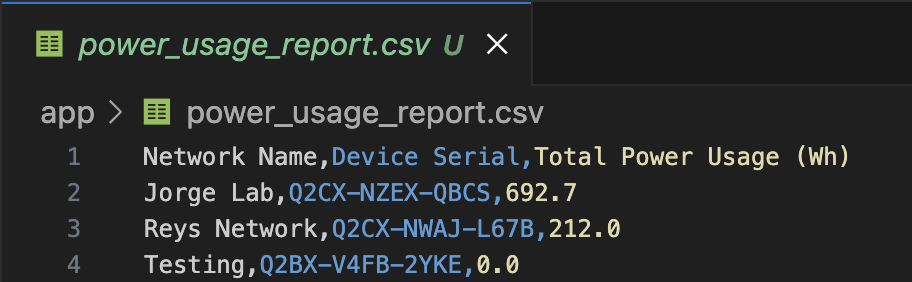 power_usage_report.csv U
app > power_usage_report.csv
1 Network Name,Device Serial,Total Power Usage (Wh)
2 Jorge Lab,Q2CX-NZEX-QBCS,692.7
3 Reys Network,Q2CX-NWAJ-L67B,212.0
4 Testing,Q2BX-V4FB-2YKE,0.0